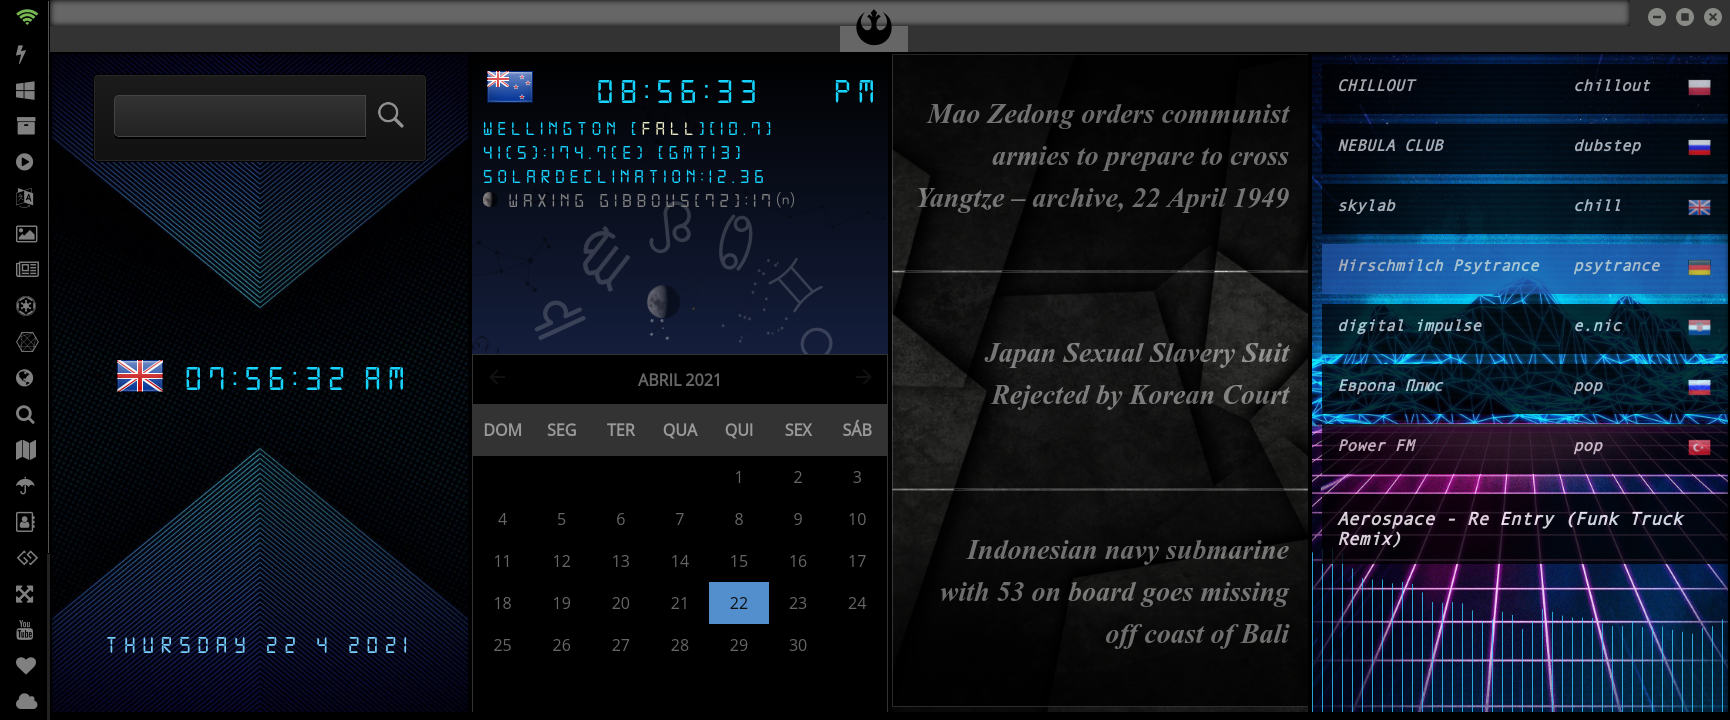 07:56:32 AM
THURSDAY 22 4 2021
08:56:33 PM
WELLINGTON [FALL][10.7]
41(S):174.7(E) [GMT13]
SOLARDECLINATION:12.36
WAXING GIBBOUS[72]:17(n)
ABRIL 2021
DOM SEG TER QUA QUI SEX SÁB
1 2 3
4 5 6 7 8 9 10
11 12 13 14 15 16 17
18 19 20 21 22 23 24
25 26 27 28 29 30
Mao Zedong orders communist
armies to prepare to cross
Yangtze – archive, 22 April 1949
Japan Sexual Slavery Suit
Rejected by Korean Court
Indonesian navy submarine
with 53 on board goes missing
off coast of Bali
CHILLOUT chillout
NEBULA CLUB dubstep
skylab chill
Hirschmilch Psytrance psytrance
digital impulse e.nic
Европа Плюс pop
Power FM pop
Aerospace - Re Entry (Funk Truck
Remix)
You
Tube